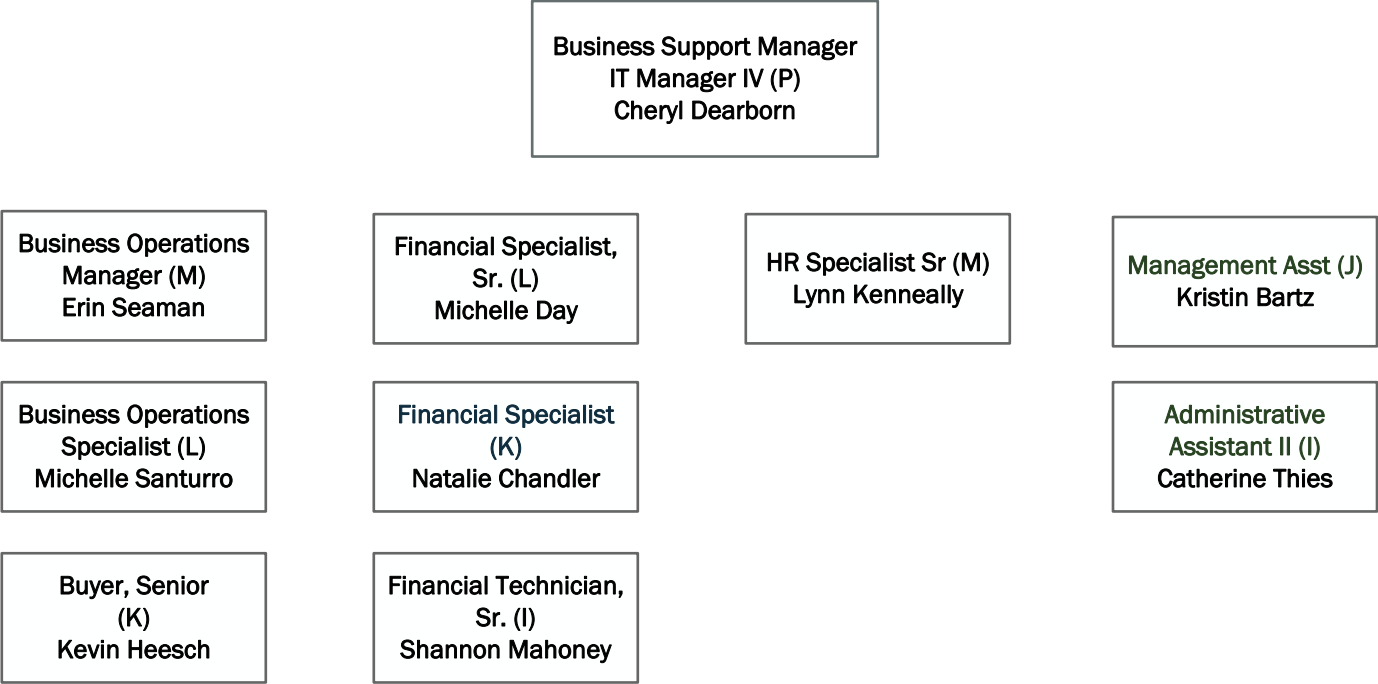 Business Support Manager
IT Manager IV (P)
Cheryl Dearborn
Business Operations
Manager (M)
Erin Seaman
Financial Specialist,
Sr. (L)
Michelle Day
HR Specialist Sr (M)
Lynn Kenneally
Management Asst (J)
Kristin Bartz
Business Operations
Specialist (L)
Michelle Santurro
Financial Specialist
(K)
Natalie Chandler
Administrative
Assistant II (I)
Catherine Thies
Buyer, Senior
(K)
Kevin Heesch
Financial Technician,
Sr. (I)
Shannon Mahoney